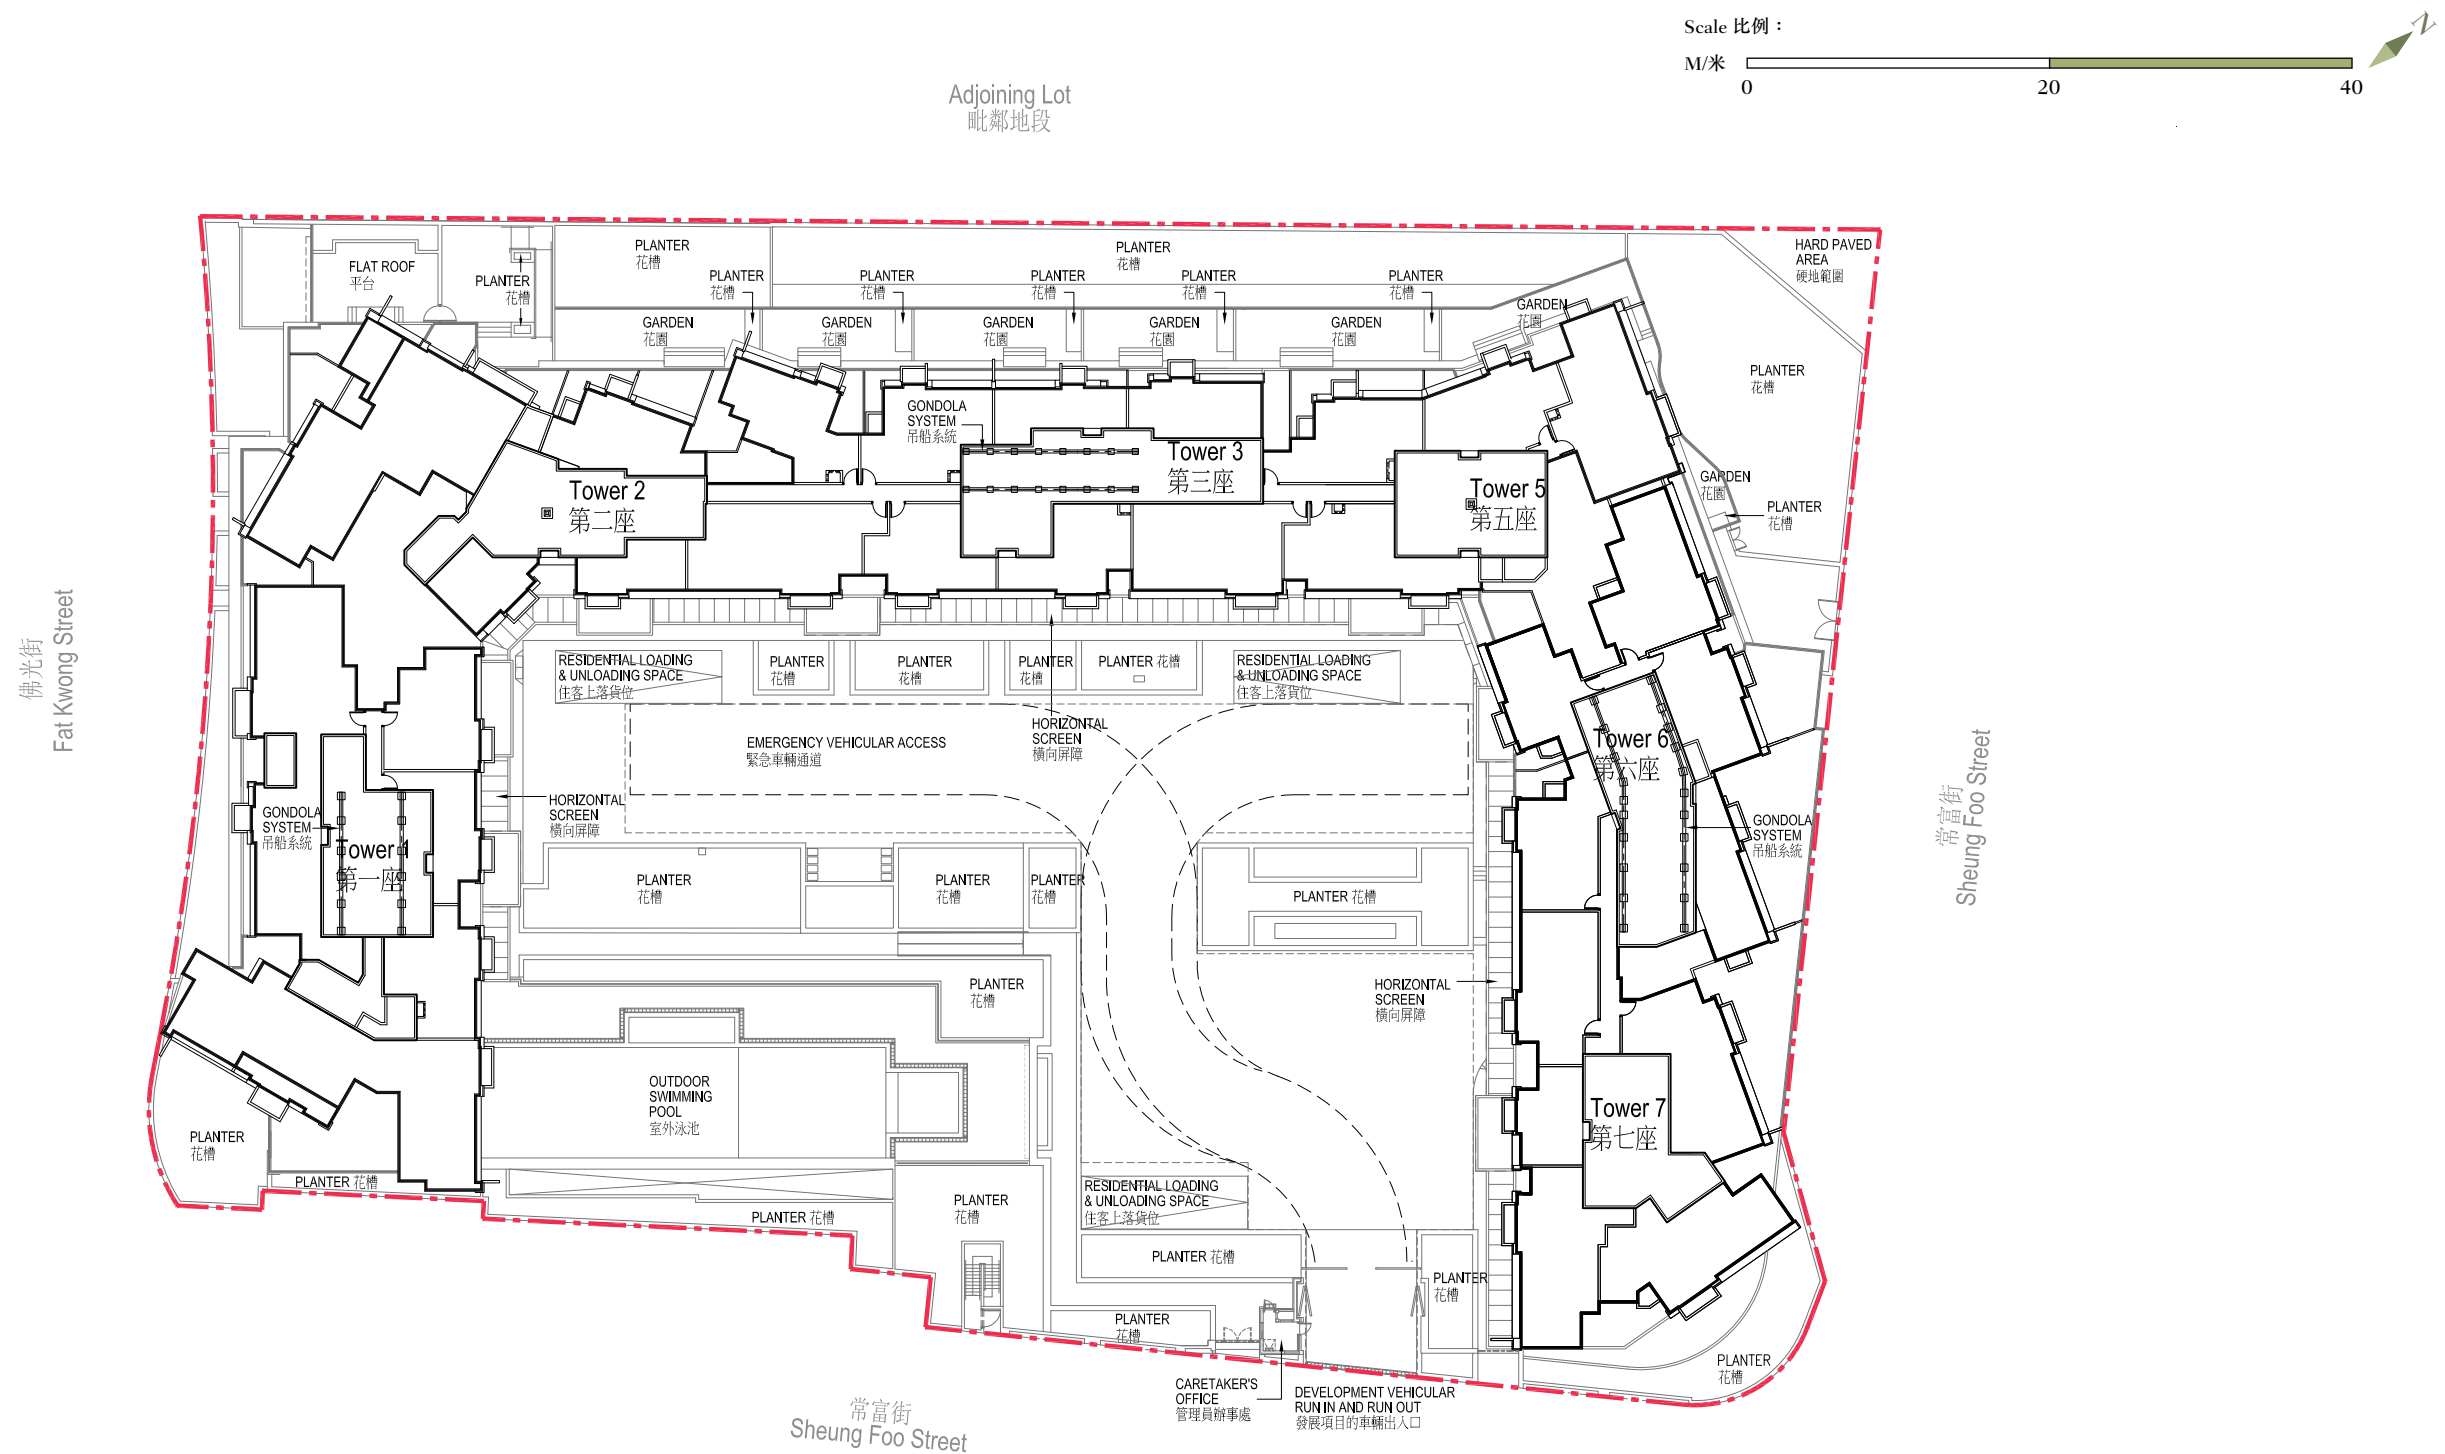 Scale 比例：
N
M/米
0
20
40
Adjoining Lot
毗鄰地段
PLANTER
花槽
PLANTER
花槽
HARD PAVED
AREA
硬地範圍
FLAT ROOF
平台
PLANTER
花槽
PLANTER
花槽
PLANTER
花槽
PLANTER
花槽
PLANTER
花槽
PLANTER
花槽
GARDEN
花園
GARDEN
花園
GARDEN
花園
GARDEN
花園
GARDEN
花園
GARDEN
花園
PLANTER
花槽
GONDOLA
SYSTEM
吊船系統
Tower 2
第二座
Tower 3
第三座
Tower 5
第五座
GARDEN
花園
PLANTER
花槽
佛光街
Fat Kwong Street
RESIDENTIAL LOADING
& UNLOADING SPACE
住客上落貨位
PLANTER
花槽
PLANTER
花槽
PLANTER
花槽
PLANTER 花槽
RESIDENTIAL LOADING
& UNLOADING SPACE
住客上落貨位
HORIZONTAL
SCREEN
橫向屏障
EMERGENCY VEHICULAR ACCESS
緊急車輛通道
Tower 6
第六座
常富街
Sheung Foo Street
HORIZONTAL
SCREEN
橫向屏障
GONDOLA
SYSTEM
吊船系統
Tower 1
第一座
GONDOLA
SYSTEM
吊船系統
PLANTER
花槽
PLANTER
花槽
PLANTER
花槽
PLANTER 花槽
PLANTER
花槽
HORIZONTAL
SCREEN
橫向屏障
OUTDOOR
SWIMMING
POOL
室外泳池
Tower 7
第七座
PLANTER
花槽
PLANTER 花槽
PLANTER 花槽
PLANTER
花槽
RESIDENTIAL LOADING
& UNLOADING SPACE
住客上落貨位
PLANTER 花槽
PLANTER
花槽
PLANTER
花槽
PLANTER
花槽
CARETAKER'S
OFFICE
管理員辦事處
DEVELOPMENT VEHICULAR
RUN IN AND RUN OUT
發展項目的車輛出入口
常富街
Sheung Foo Street